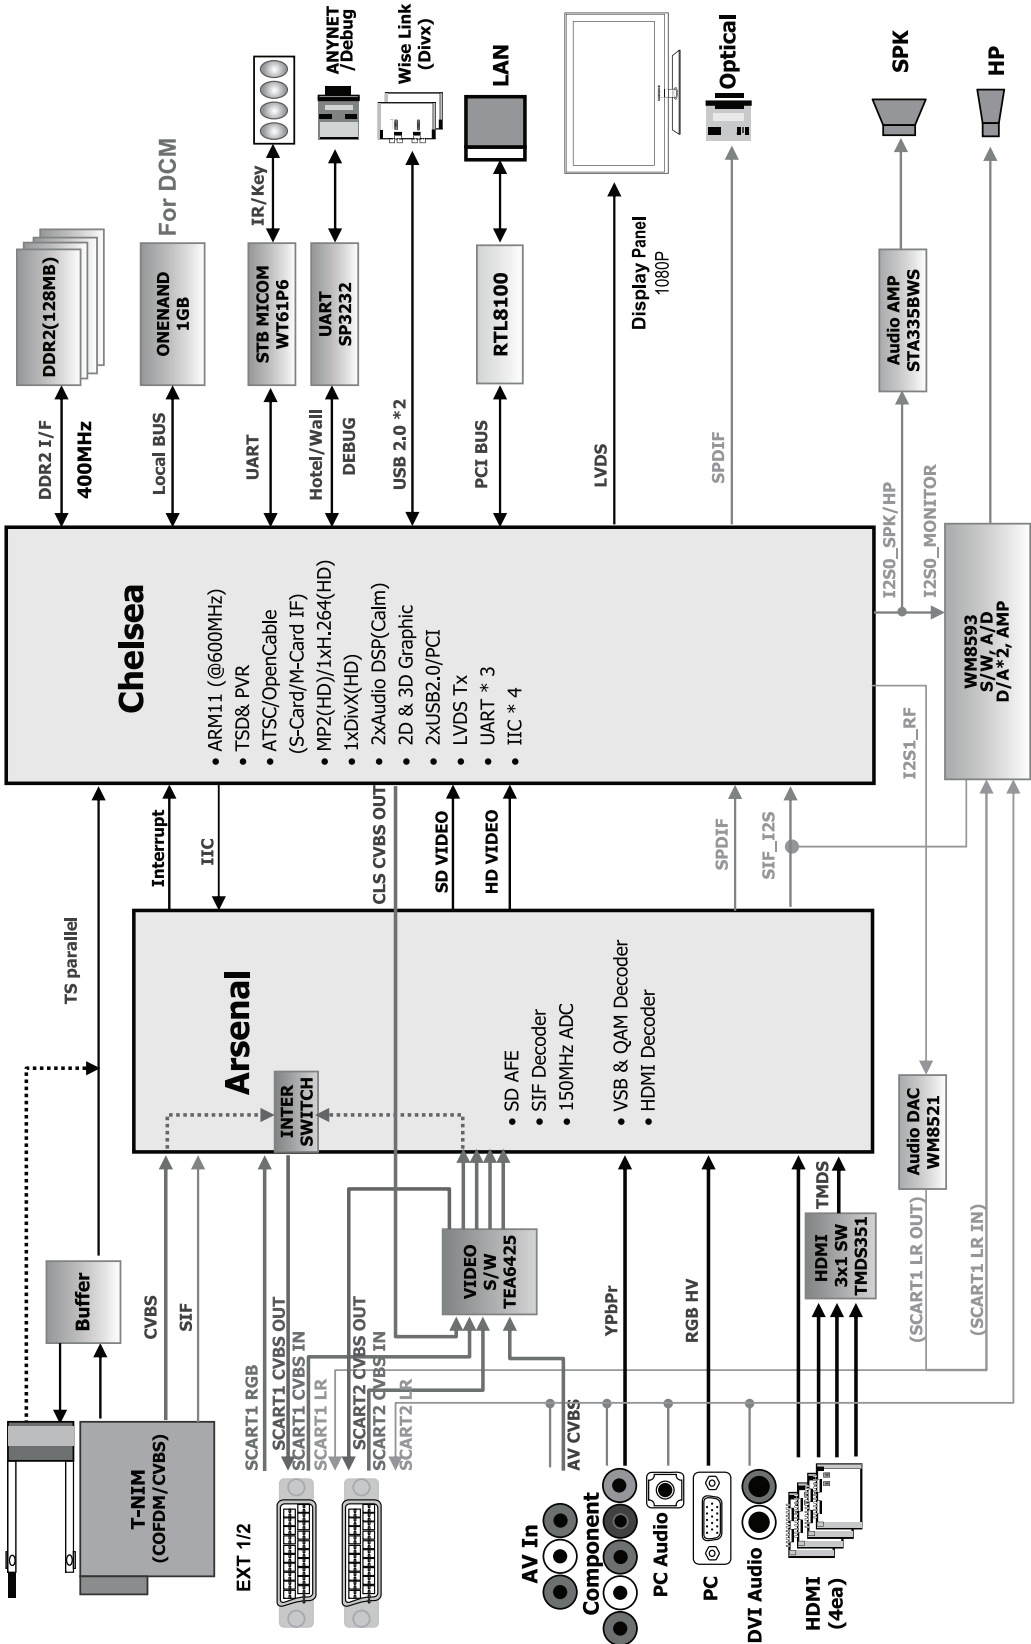 DDR2(128MB)
DDR2 I/F
400MHz
ONENAND
1GB
For DCM
Local BUS
STB MICOM
WT61P6
IR/Key
UART
UART
SP3232
ANYNET
/Debug
Hotel/Wall
DEBUG
Wise Link
(Divx)
USB 2.0 *2
LAN
RTL8100
PCI BUS
Display Panel
1080P
LVDS
Optical
SPDIF
SPK
Audio AMP
STA335BWS
HP
I2S0_SPK/HP
I2S0_MONITOR
WM8593
S/W, A/D
D/A*2, AMP
I2S1_RF
Chelsea
• ARM11 (@600MHz)
• TSD& PVR
• ATSC/OpenCable
(S-Card/M-Card IF)
• MP2(HD)/1xH.264(HD)
• 1xDivX(HD)
• 2xAudio DSP(Calm)
• 2D & 3D Graphic
• 2xUSB2.0/PCI
• LVDS Tx
• UART * 3
• IIC * 4
TS parallel
Interrupt
IIC
CLS CVBS OUT
SD VIDEO
HD VIDEO
SPDIF
SIF_I2S
Arsenal
INTER
SWITCH
• SD AFE
• SIF Decoder
• 150MHz ADC
• VSB & QAM Decoder
• HDMI Decoder
Audio DAC
WM8521
Buffer
CVBS
SIF
SCART1 RGB
SCART1 CVBS OUT
SCART1 CVBS IN
SCART1 LR
SCART2 CVBS OUT
SCART2 CVBS IN
SCART2 LR
VIDEO
S/W
TEA6425
AV CVBS
YPbPr
RGB HV
TMDS
HDMI
3x1 SW
TMDS351
(SCART1 LR OUT)
(SCART1 LR IN)
T-NIM
(COFDM/CVBS)
EXT 1/2
AV In
Component
PC Audio
PC
DVI Audio
HDMI
(4ea)